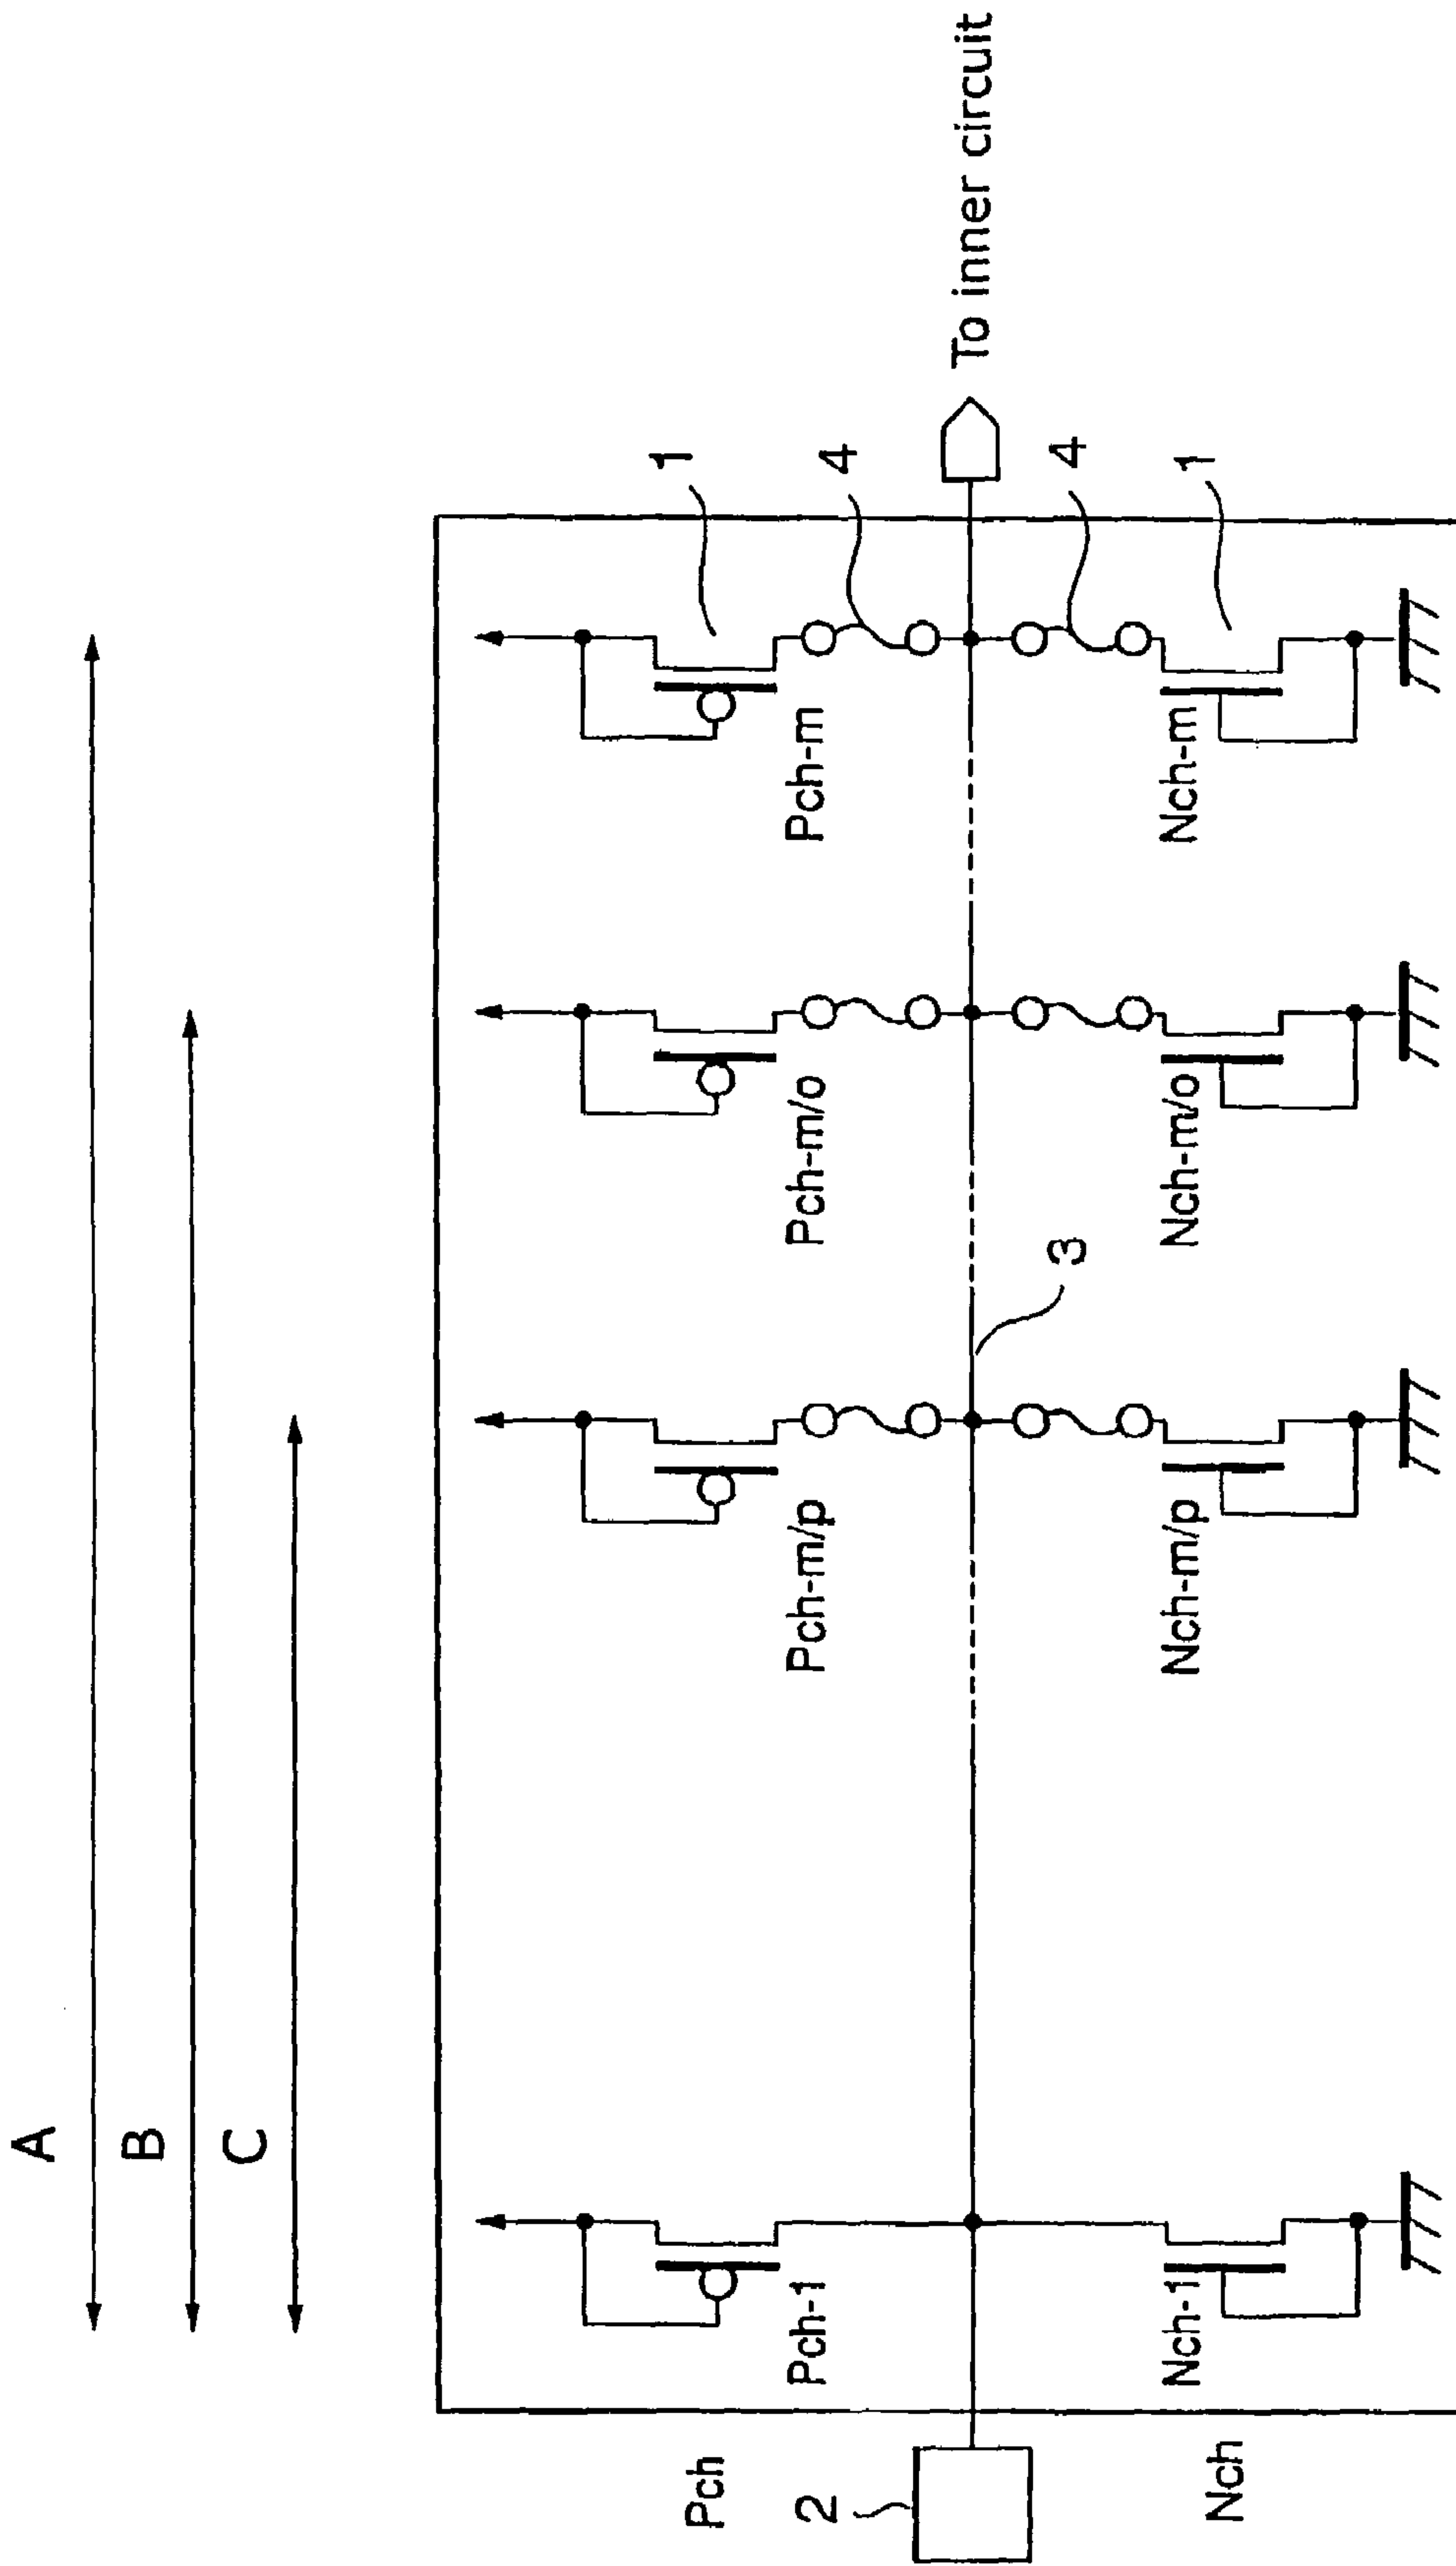 A
B
C
Pch
Pch-1
Pch-m/p
Pch-m/o
Pch-m
1
4
2
3
To inner circuit
4
Nch
Nch-1
Nch-m/p
Nch-m/o
Nch-m
1